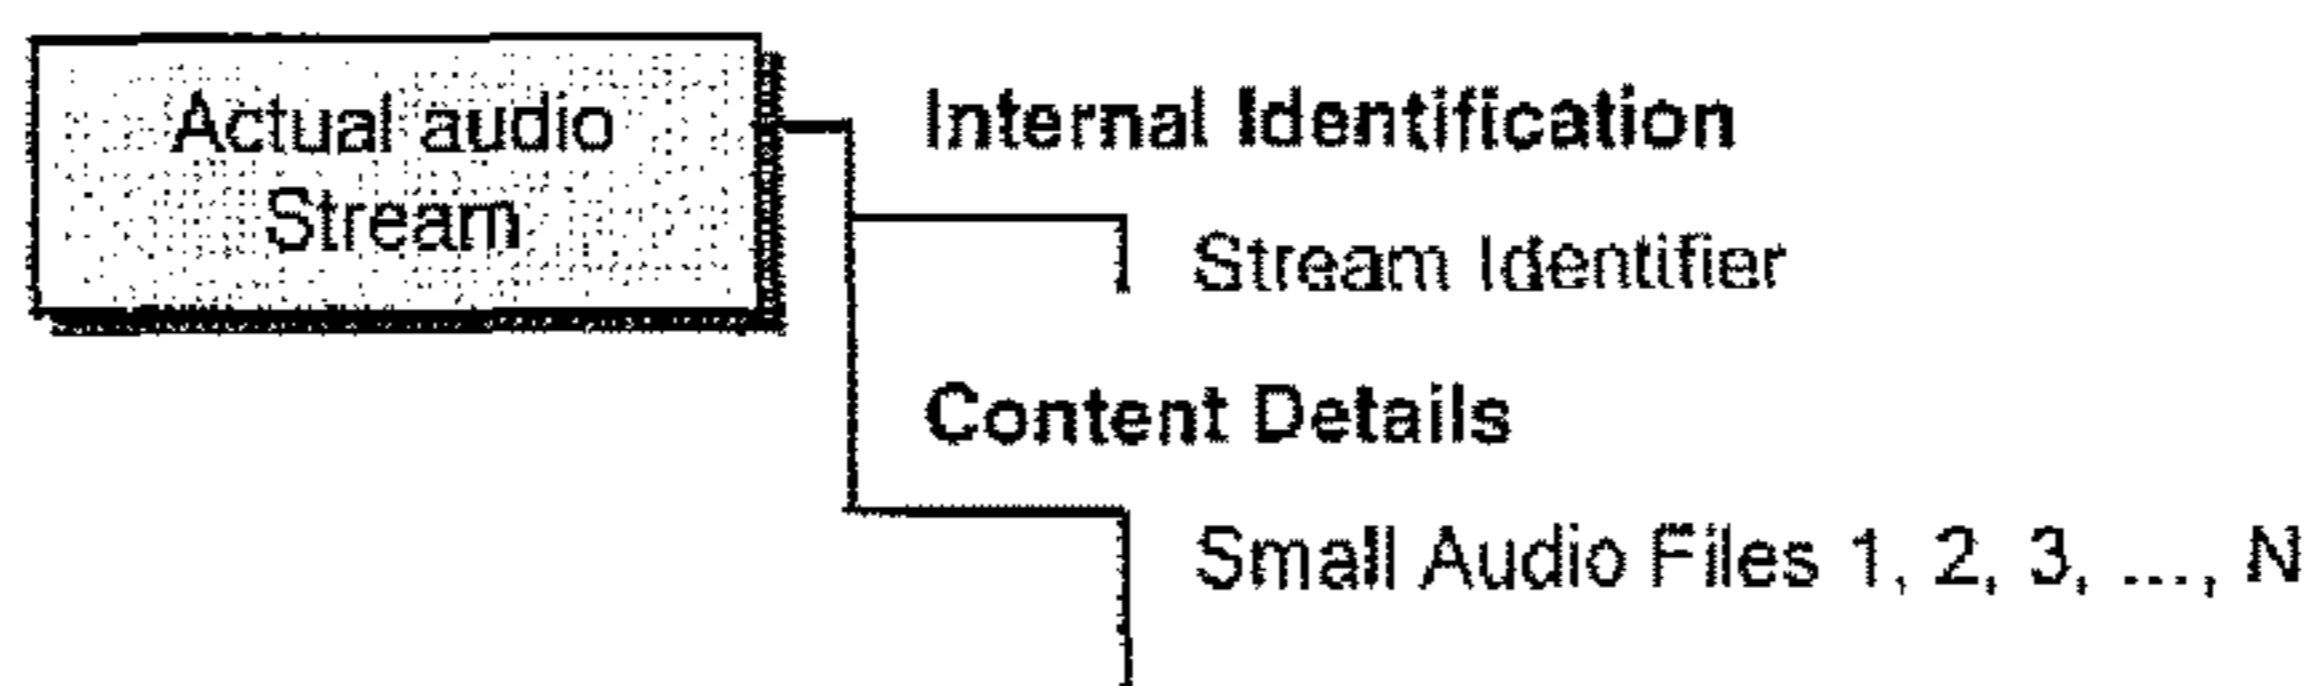 Actual audio
Stream
Internal Identification
Stream Identifier
Content Details
Small Audio Files 1, 2, 3, ..., N